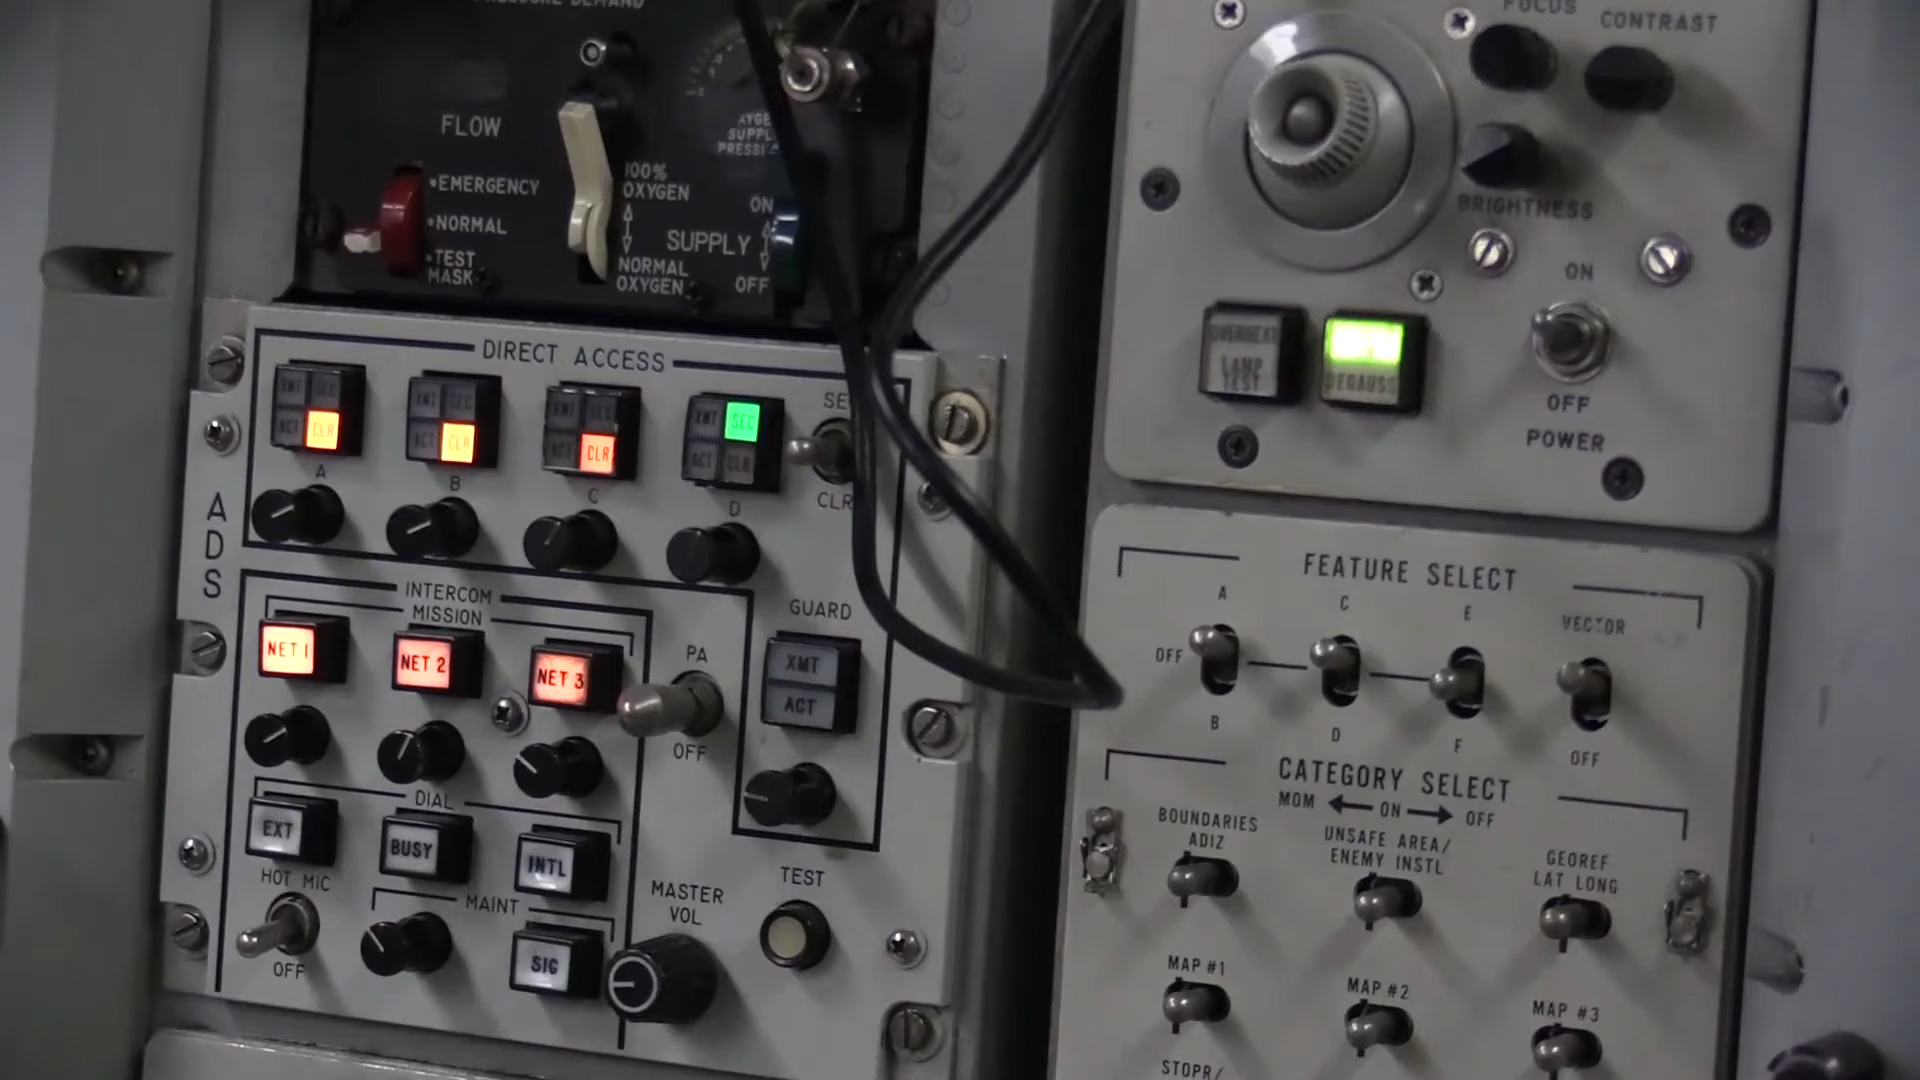 PRESSURE DEMAND
FLOW
•EMERGENCY
•NORMAL
•TEST
MASK
100%
OXYGEN
NORMAL
OXYGEN
SUPPLY
PRESS
ON
SUPPLY
OFF
DIRECT ACCESS
XMT SEC
ACT CLR
XMT SEC
ACT CLR
XMT SEC
ACT CLR
XMT SEC
ACT CLR
A
B
C
D
CLR
ADS
INTERCOM
MISSION
NET 1
NET 2
NET 3
PA
OFF
GUARD
XMT
ACT
DIAL
EXT
BUSY
INTL
HOT MIC
OFF
MAINT
SIG
MASTER
VOL
TEST
FOCUS
CONTRAST
BRIGHTNESS
OVERHEAT
LAMP
TEST
DEGAUSS
ON
OFF
POWER
FEATURE SELECT
A
C
E
VECTOR
OFF
B
D
F
OFF
CATEGORY SELECT
MOM ← ON → OFF
BOUNDARIES
ADIZ
UNSAFE AREA/
ENEMY INSTL
GEOREF
LAT LONG
MAP #1
MAP #2
MAP #3
STOPR/